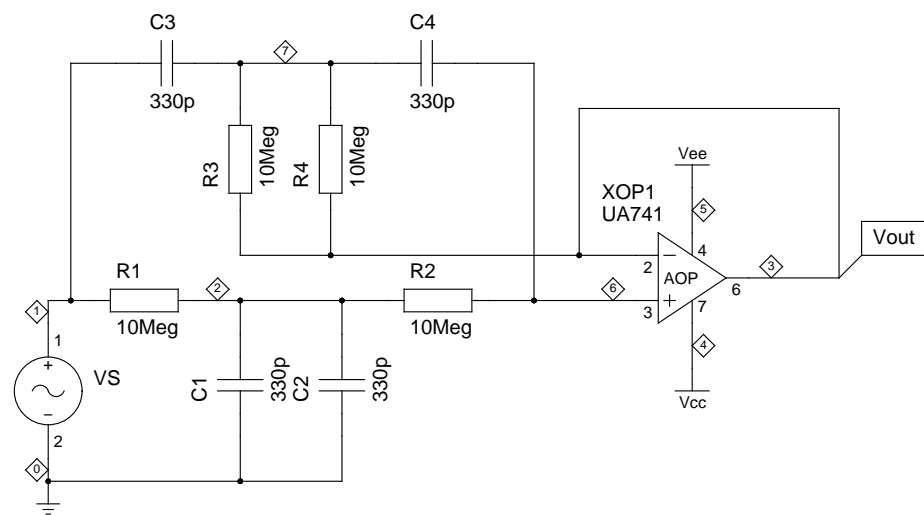 C3
C4
7
330p
330p
R3
10Meg
R4
10Meg
Vee
XOP1
UA741
5
4
Vout
2
AOP
6
3
R1
2
R2
6
3
7
1
10Meg
10Meg
4
1
VS
C1
330p
C2
330p
Vcc
2
0